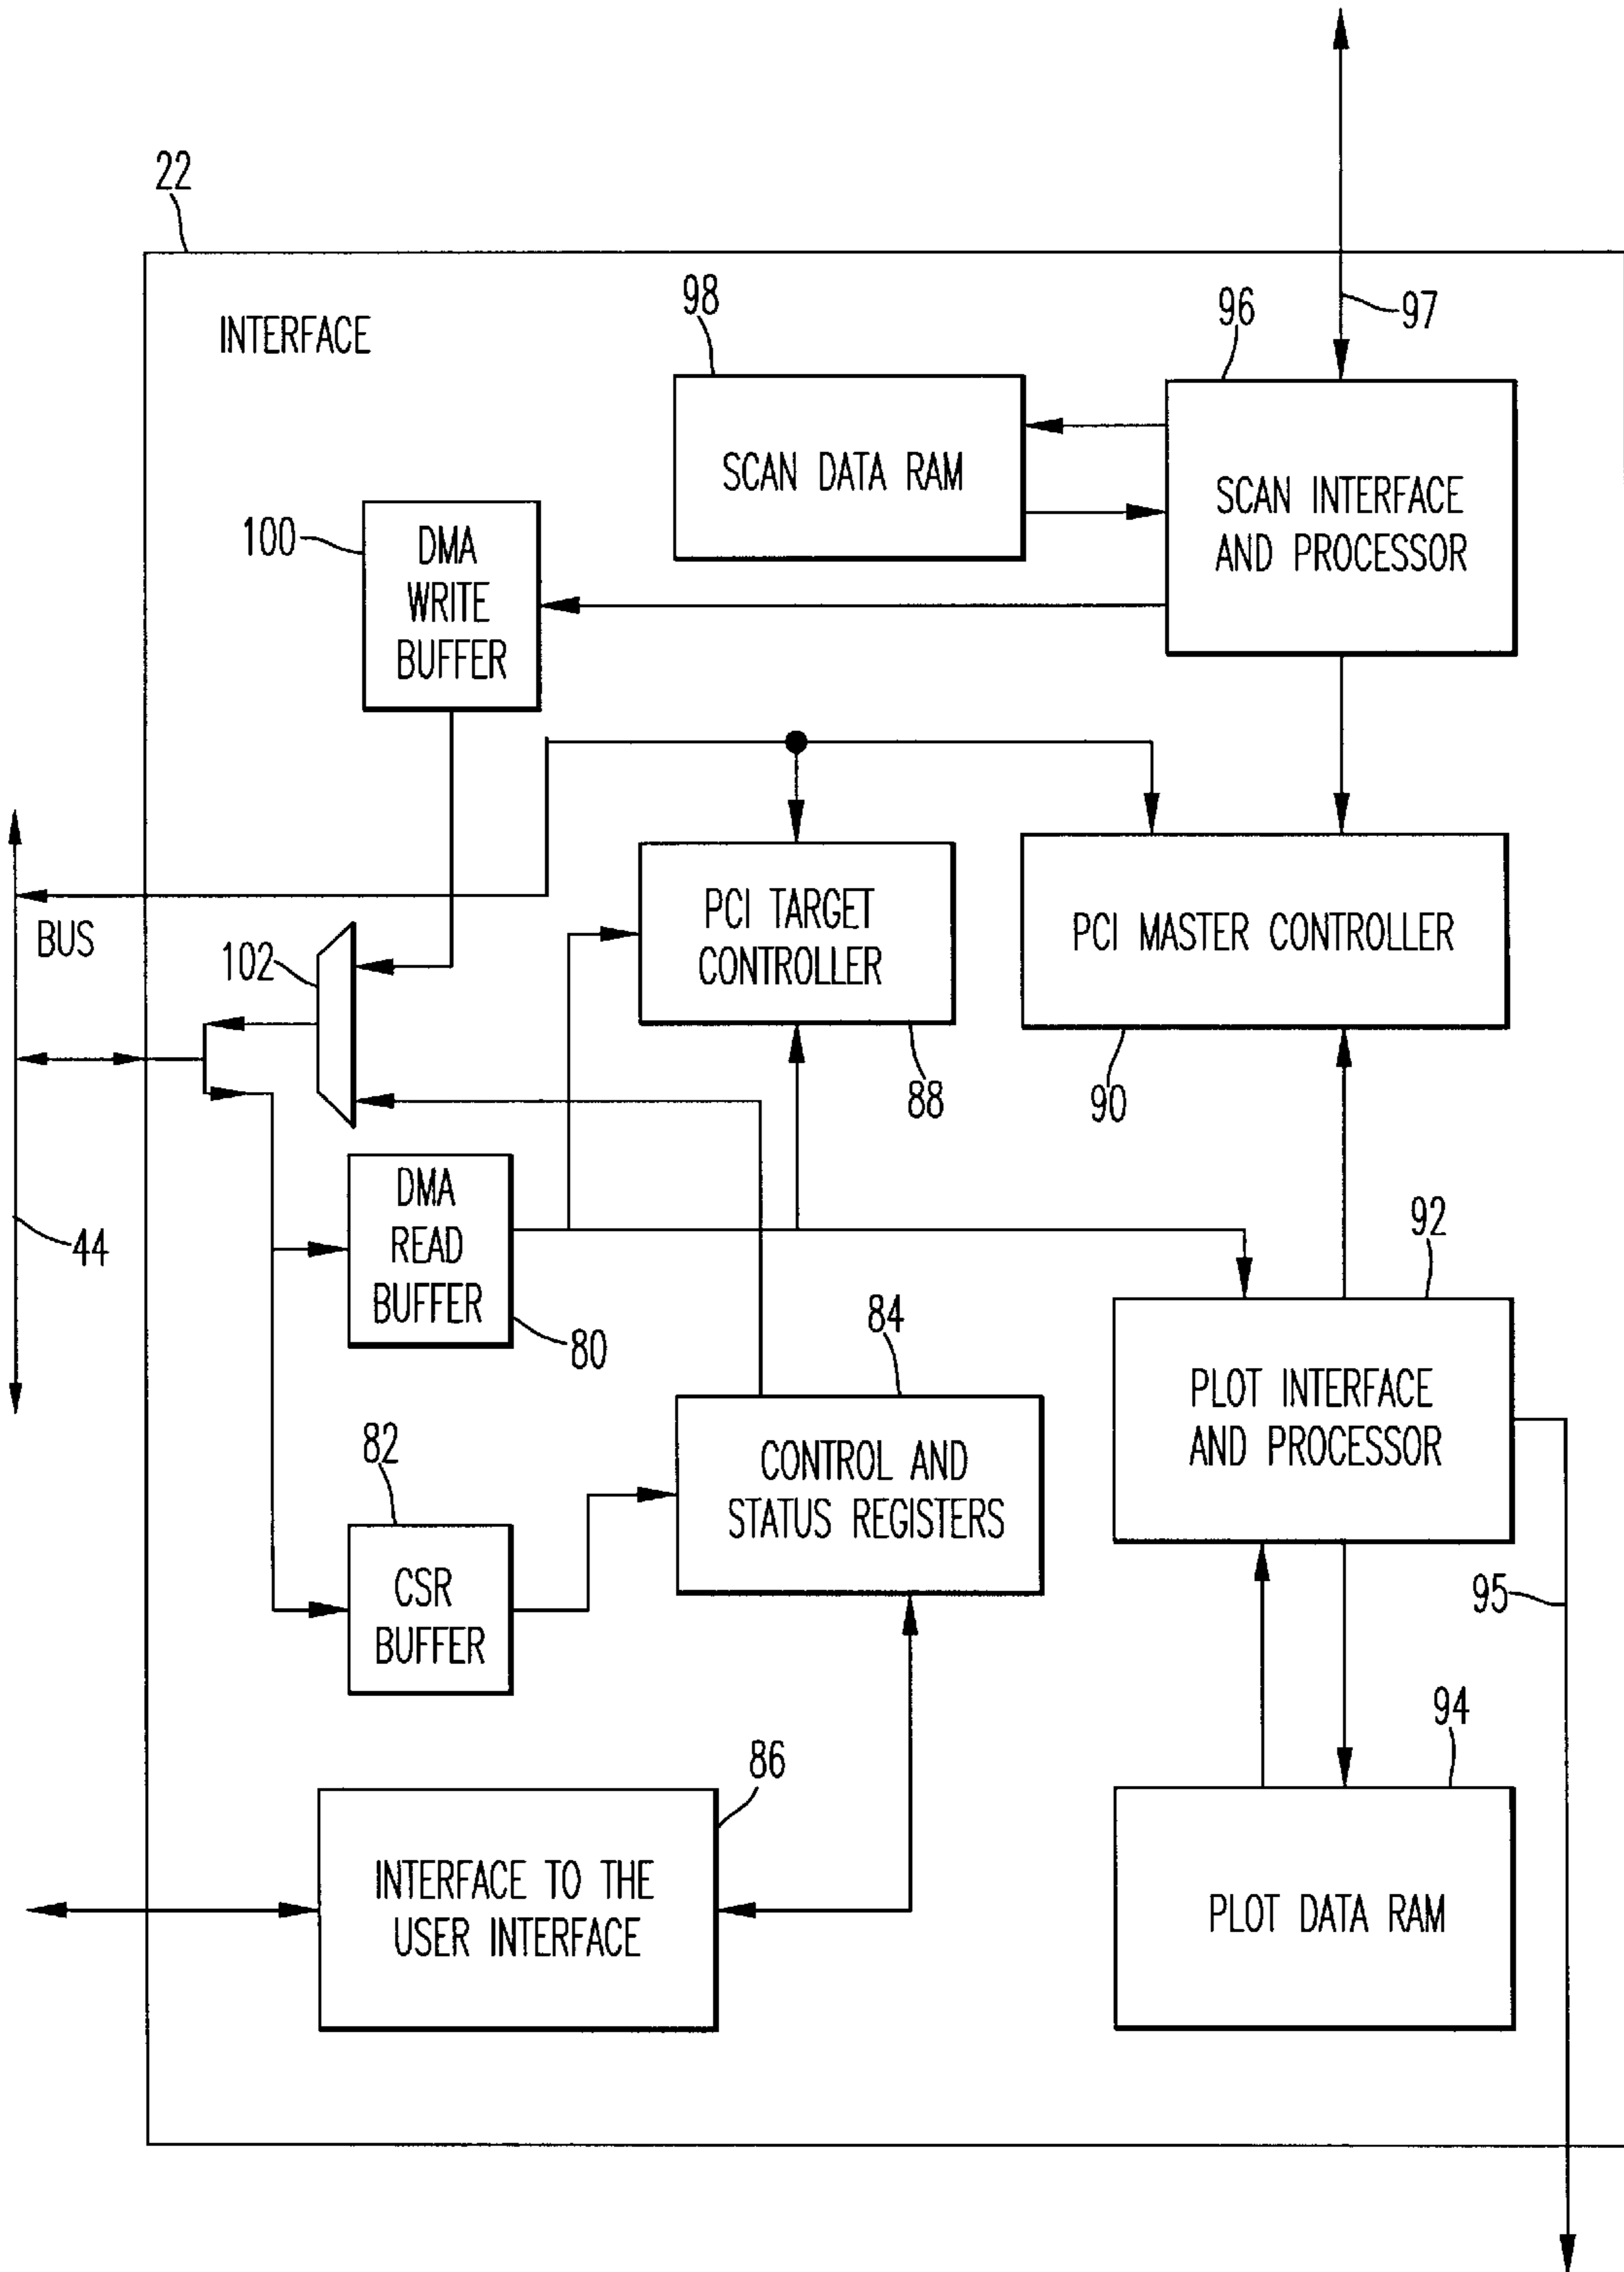 22
INTERFACE
98
96
97
SCAN DATA RAM
SCAN INTERFACE
AND PROCESSOR
100
DMA
WRITE
BUFFER
BUS
102
PCI TARGET
CONTROLLER
PCI MASTER CONTROLLER
88
90
44
DMA
READ
BUFFER
80
92
84
PLOT INTERFACE
AND PROCESSOR
82
CONTROL AND
STATUS REGISTERS
CSR
BUFFER
95
94
86
INTERFACE TO THE
USER INTERFACE
PLOT DATA RAM